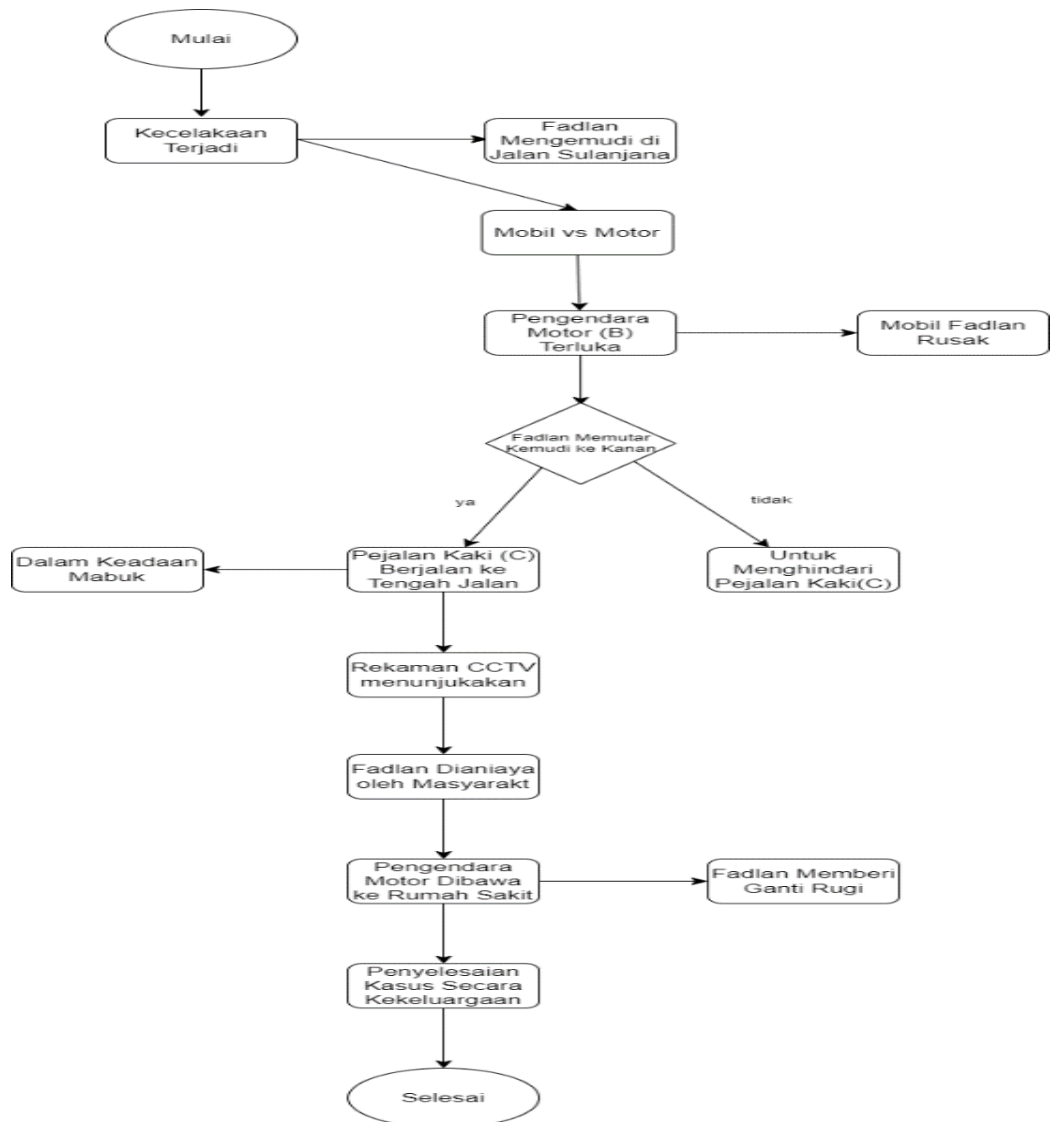 Mulai
Kecelakaan
Terjadi
Fadlan
Mengemudi di
Jalan Sulanjana
Mobil vs Motor
Pengendara
Motor (B)
Terluka
Mobil Fadlan
Rusak
Fadlan Memutar
Kemudi ke Kanan
ya
tidak
Dalam Keadaan
Mabuk
Pejalan Kaki (C)
Berjalan ke
Tengah Jalan
Untuk
Menghindari
Pejalan Kaki(C)
Rekaman CCTV
menunjukakan
Fadlan Dianiaya
oleh Masyarakt
Pengendara
Motor Dibawa
ke Rumah Sakit
Fadlan Memberi
Ganti Rugi
Penyelesaian
Kasus Secara
Kekeluargaan
Selesai